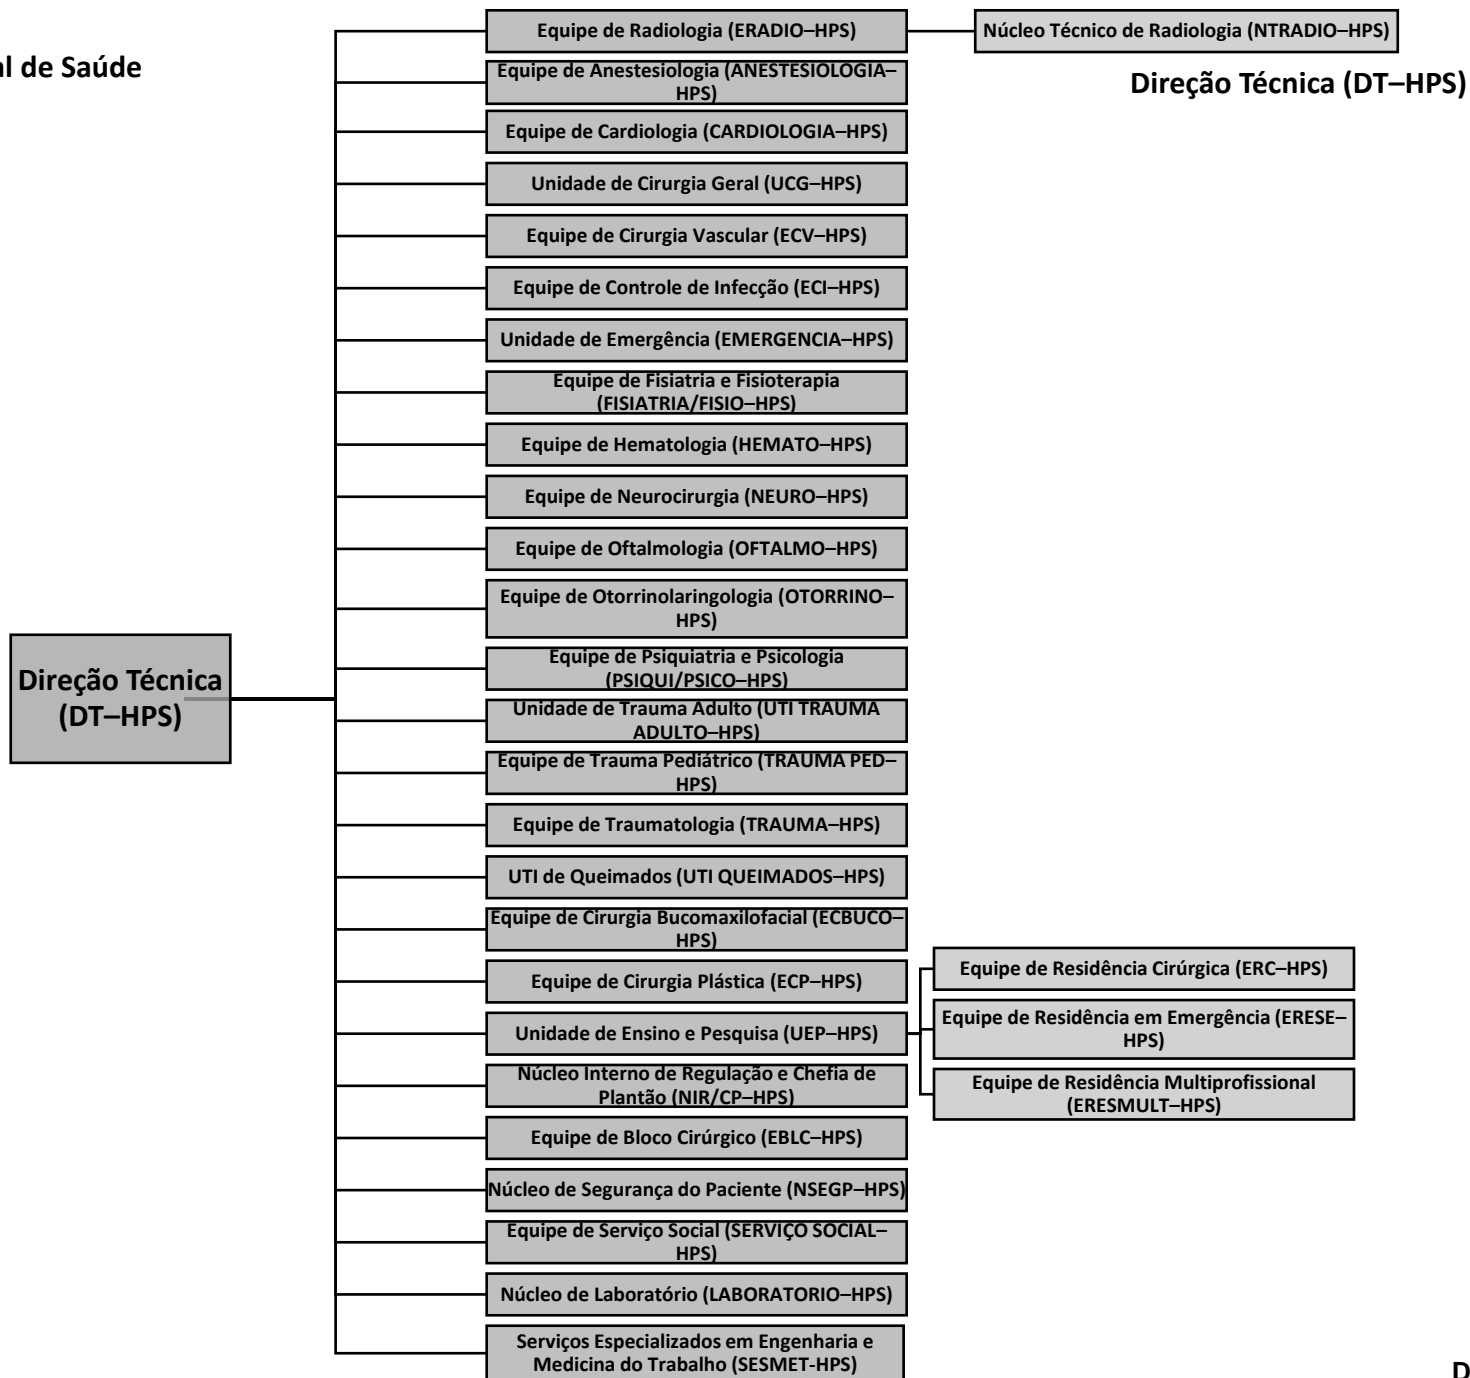 al de Saúde
Direção Técnica (DT–HPS)
Direção Técnica
(DT–HPS)
Equipe de Radiologia (ERADIO–HPS)
Núcleo Técnico de Radiologia (NTRADIO–HPS)
Equipe de Anestesiologia (ANESTESIOLOGIA–
HPS)
Equipe de Cardiologia (CARDIOLOGIA–HPS)
Unidade de Cirurgia Geral (UCG–HPS)
Equipe de Cirurgia Vascular (ECV–HPS)
Equipe de Controle de Infecção (ECI–HPS)
Unidade de Emergência (EMERGENCIA–HPS)
Equipe de Fisiatria e Fisioterapia
(FISIATRIA/FISIO–HPS)
Equipe de Hematologia (HEMATO–HPS)
Equipe de Neurocirurgia (NEURO–HPS)
Equipe de Oftalmologia (OFTALMO–HPS)
Equipe de Otorrinolaringologia (OTORRINO–
HPS)
Equipe de Psiquiatria e Psicologia
(PSIQUI/PSICO–HPS)
Unidade de Trauma Adulto (UTI TRAUMA
ADULTO–HPS)
Equipe de Trauma Pediátrico (TRAUMA PED–
HPS)
Equipe de Traumatologia (TRAUMA–HPS)
UTI de Queimados (UTI QUEIMADOS–HPS)
Equipe de Cirurgia Bucomaxilofacial (ECBUCO–
HPS)
Equipe de Cirurgia Plástica (ECP–HPS)
Unidade de Ensino e Pesquisa (UEP–HPS)
Equipe de Residência Cirúrgica (ERC–HPS)
Equipe de Residência em Emergência (ERESE–
HPS)
Equipe de Residência Multiprofissional
(ERESMULT–HPS)
Núcleo Interno de Regulação e Chefia de
Plantão (NIR/CP–HPS)
Equipe de Bloco Cirúrgico (EBLC–HPS)
Núcleo de Segurança do Paciente (NSEGP–HPS)
Equipe de Serviço Social (SERVIÇO SOCIAL–
HPS)
Núcleo de Laboratório (LABORATORIO–HPS)
Serviços Especializados em Engenharia e
Medicina do Trabalho (SESMET-HPS)
D